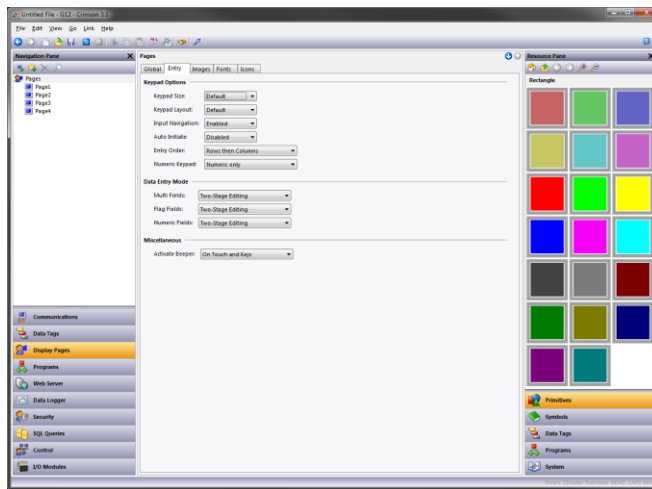 Untitled File - G12 - Crimson 3.1
File Edit View Go Link Help
Navigation Pane
Pages
Page1
Page2
Page3
Page4
Communications
Data Tags
Display Pages
Programs
Web Server
Data Logger
Security
SQL Queries
Control
I/O Modules
Pages
Global Entry Images Fonts Icons
Keypad Options
Keypad Size: Default
Keypad Layout: Default
Input Navigation: Enabled
Auto Initiate: Disabled
Entry Order: Rows then Columns
Numeric Keypad: Numeric only
Data Entry Mode
Multi Fields: Two-Stage Editing
Flag Fields: Two-Stage Editing
Numeric Fields: Two-Stage Editing
Miscellaneous
Activate Beeper: On Touch and Keys
Resource Pane
Rectangle
Primitives
Symbols
Data Tags
Programs
System